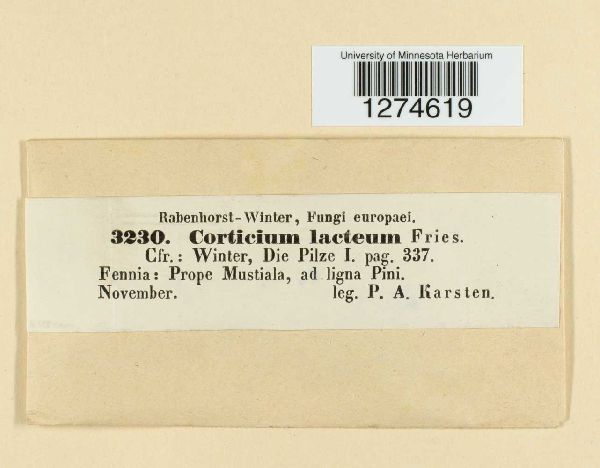 University of Minnesota Herbarium
1274619
Rabenhorst-Winter, Fungi europaei.
3230. Corticium lacteum Fries.
Cfr.: Winter, Die Pilze I. pag. 337.
Fennia: Prope Mustiala, ad ligna Pini.
November. leg. P. A. Karsten.